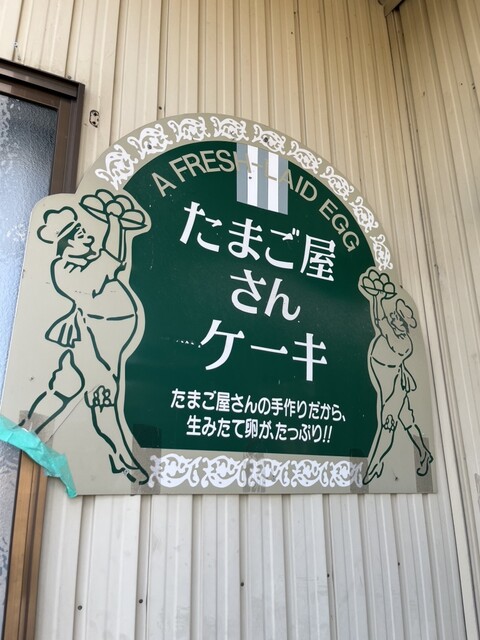 A FRESH-LAID EGG
たまご屋
さん
ケーキ
たまご屋さんの手作りだから、
生みたて卵が、たっぷり!!